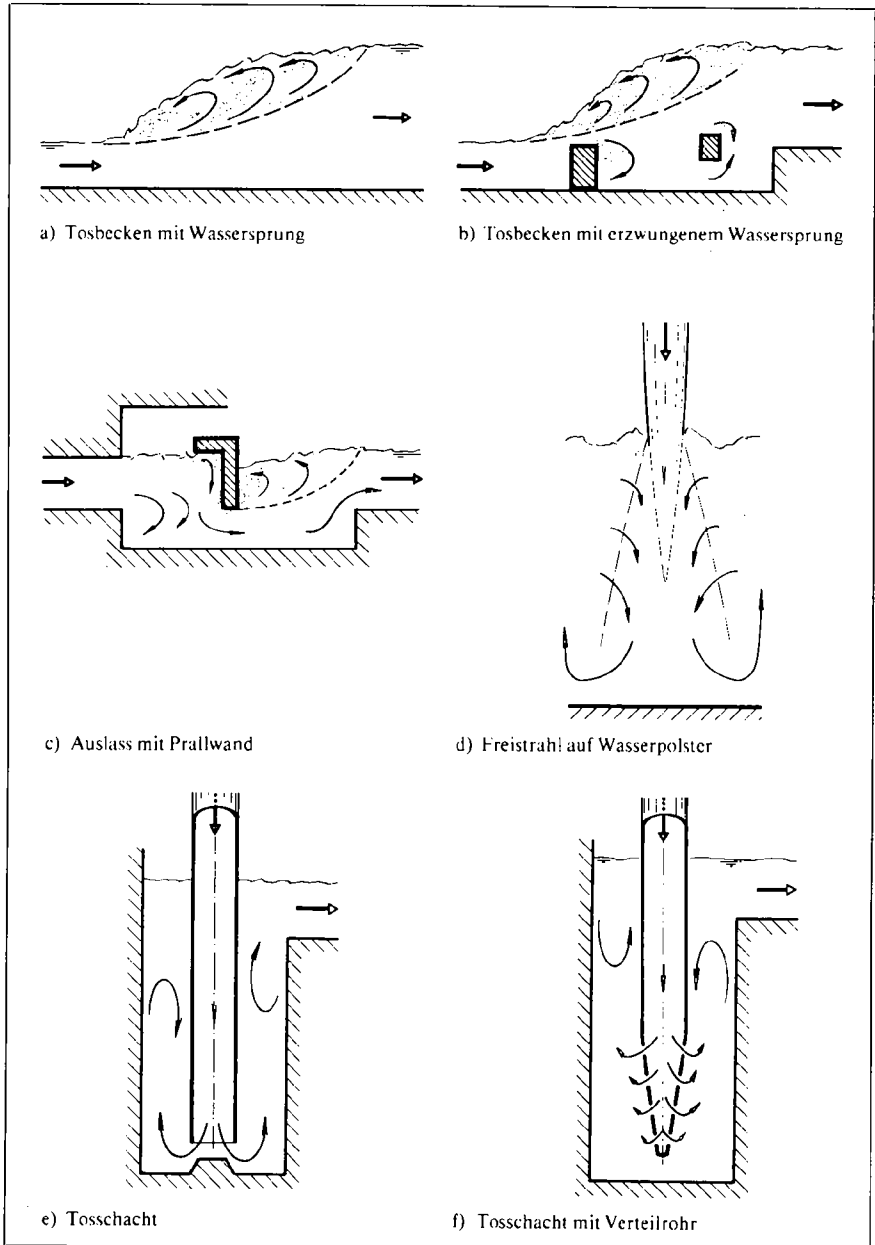 a) Tosbecken mit Wassersprung
b) Tosbecken mit erzwungenem Wassersprung
c) Auslass mit Prallwand
d) Freistrahl auf Wasserpolster
e) Tosschacht
f) Tosschacht mit Verteilrohr